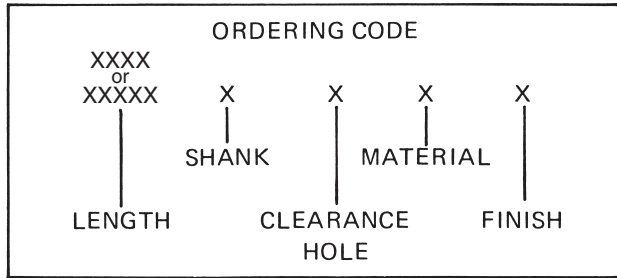 ORDERING CODE
XXXX
or
XXXXX X X X X
SHANK MATERIAL
LENGTH CLEARANCE FINISH
HOLE